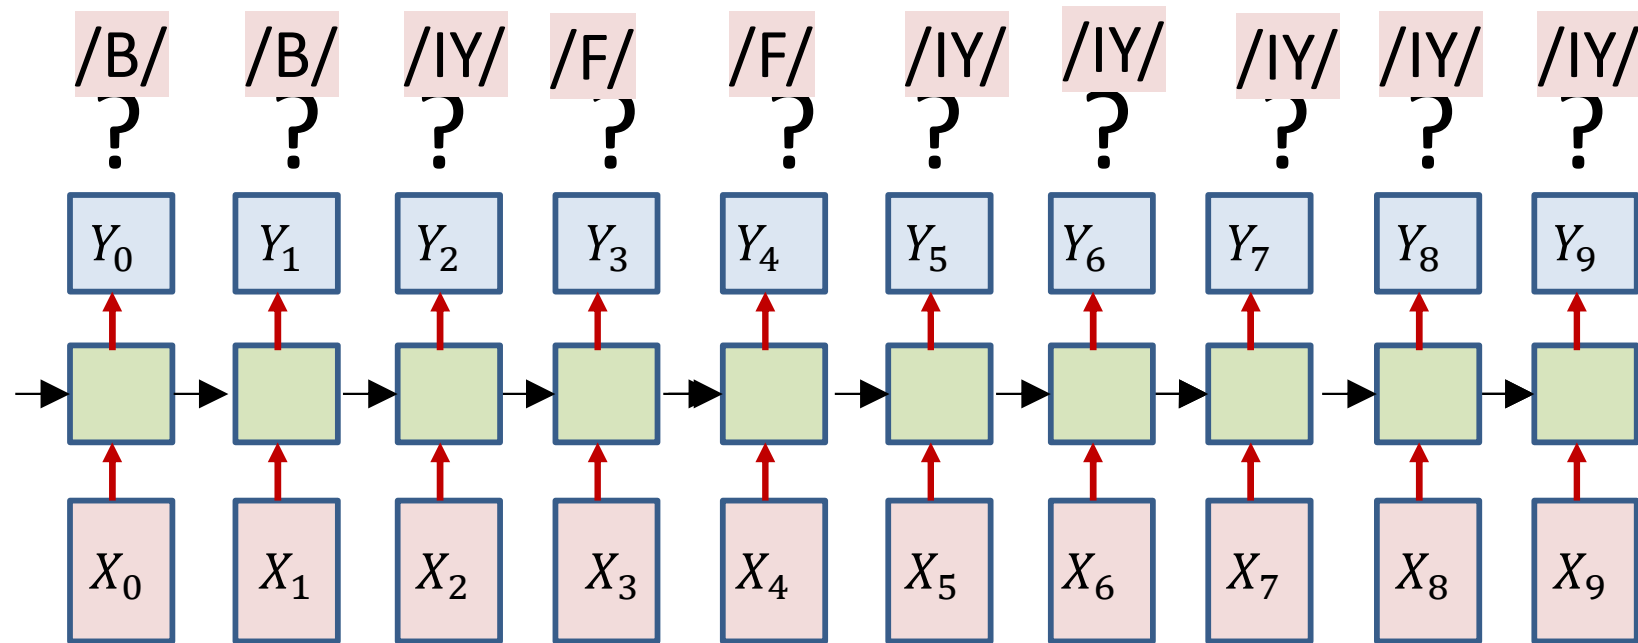 /B/ /B/ /IY/ /F/ /F/ /IY/ /IY/ /IY/ /IY/ /IY/
? ? ? ? ? ? ? ? ? ?
Y₀ Y₁ Y₂ Y₃ Y₄ Y₅ Y₆ Y₇ Y₈ Y₉
X₀ X₁ X₂ X₃ X₄ X₅ X₆ X₇ X₈ X₉